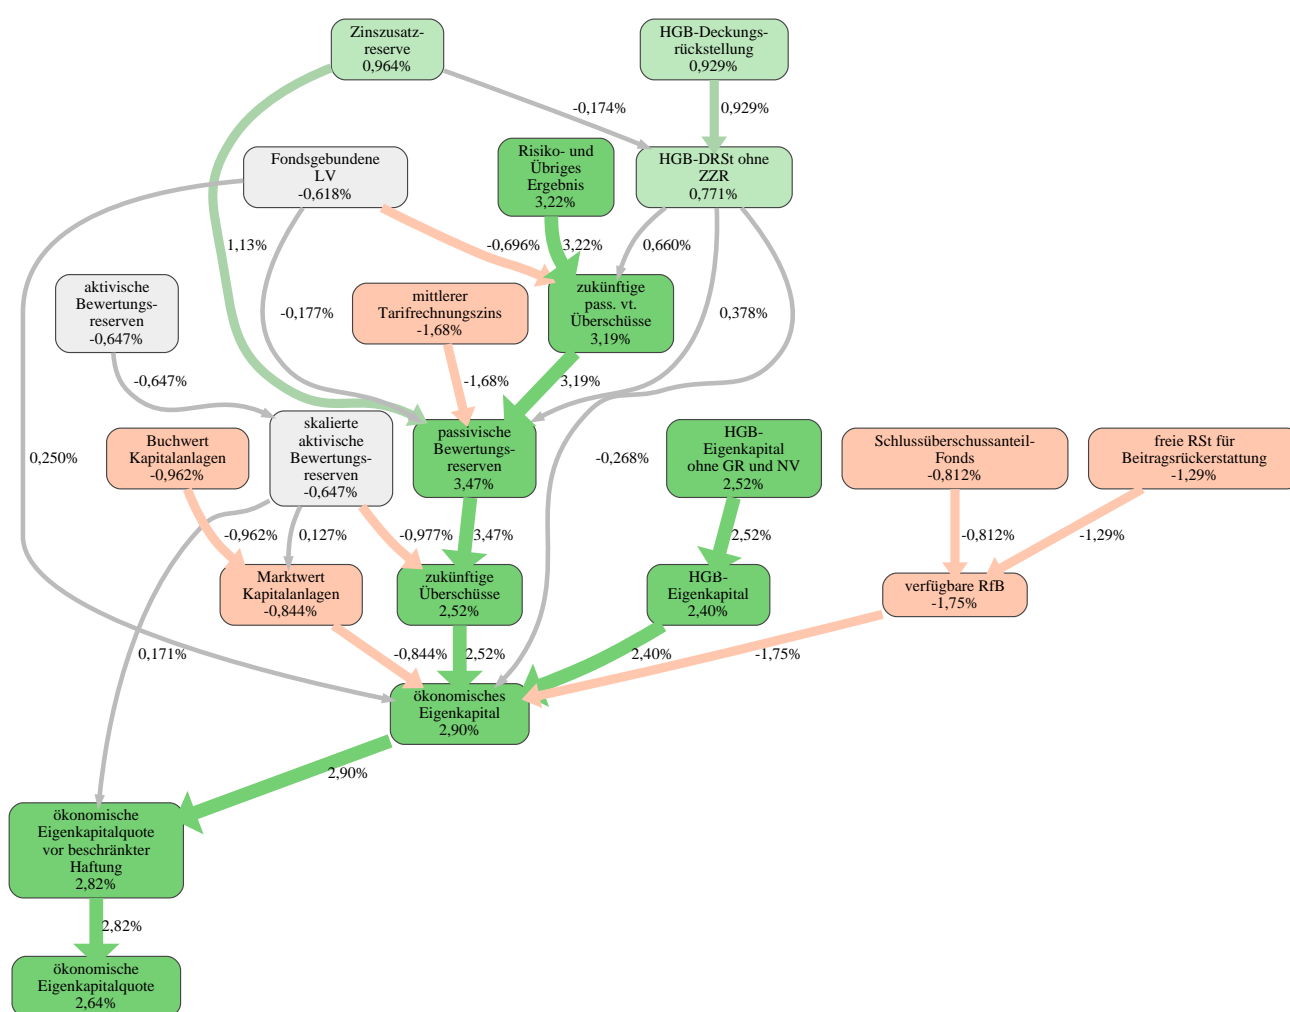 Zinszusatz-
reserve
0,964%
HGB-Deckungs-
rückstellung
0,929%
-0,174%
0,929%
Fondsgebundene
LV
-0,618%
Risiko- und
Übriges
Ergebnis
3,22%
HGB-DRSt ohne
ZZR
0,771%
1,13%
-0,696%
3,22%
0,660%
aktivische
Bewertungs-
reserven
-0,647%
-0,177%
mittlerer
Tarifrechnungszins
-1,68%
zukünftige
pass. vt.
Überschüsse
3,19%
0,378%
-0,647%
-1,68%
3,19%
0,250%
Buchwert
Kapitalanlagen
-0,962%
skalierte
aktivische
Bewertungs-
reserven
-0,647%
passivische
Bewertungs-
reserven
3,47%
-0,268%
HGB-
Eigenkapital
ohne GR und NV
2,52%
Schlussüberschussanteil-
Fonds
-0,812%
freie RSt für
Beitragsrückerstattung
-1,29%
-0,962%
0,127%
-0,977%
3,47%
2,52%
-0,812%
-1,29%
Marktwert
Kapitalanlagen
-0,844%
zukünftige
Überschüsse
2,52%
HGB-
Eigenkapital
2,40%
verfügbare RfB
-1,75%
0,171%
-0,844%
2,52%
2,40%
-1,75%
ökonomisches
Eigenkapital
2,90%
2,90%
ökonomische
Eigenkapitalquote
vor beschränkter
Haftung
2,82%
2,82%
ökonomische
Eigenkapitalquote
2,64%